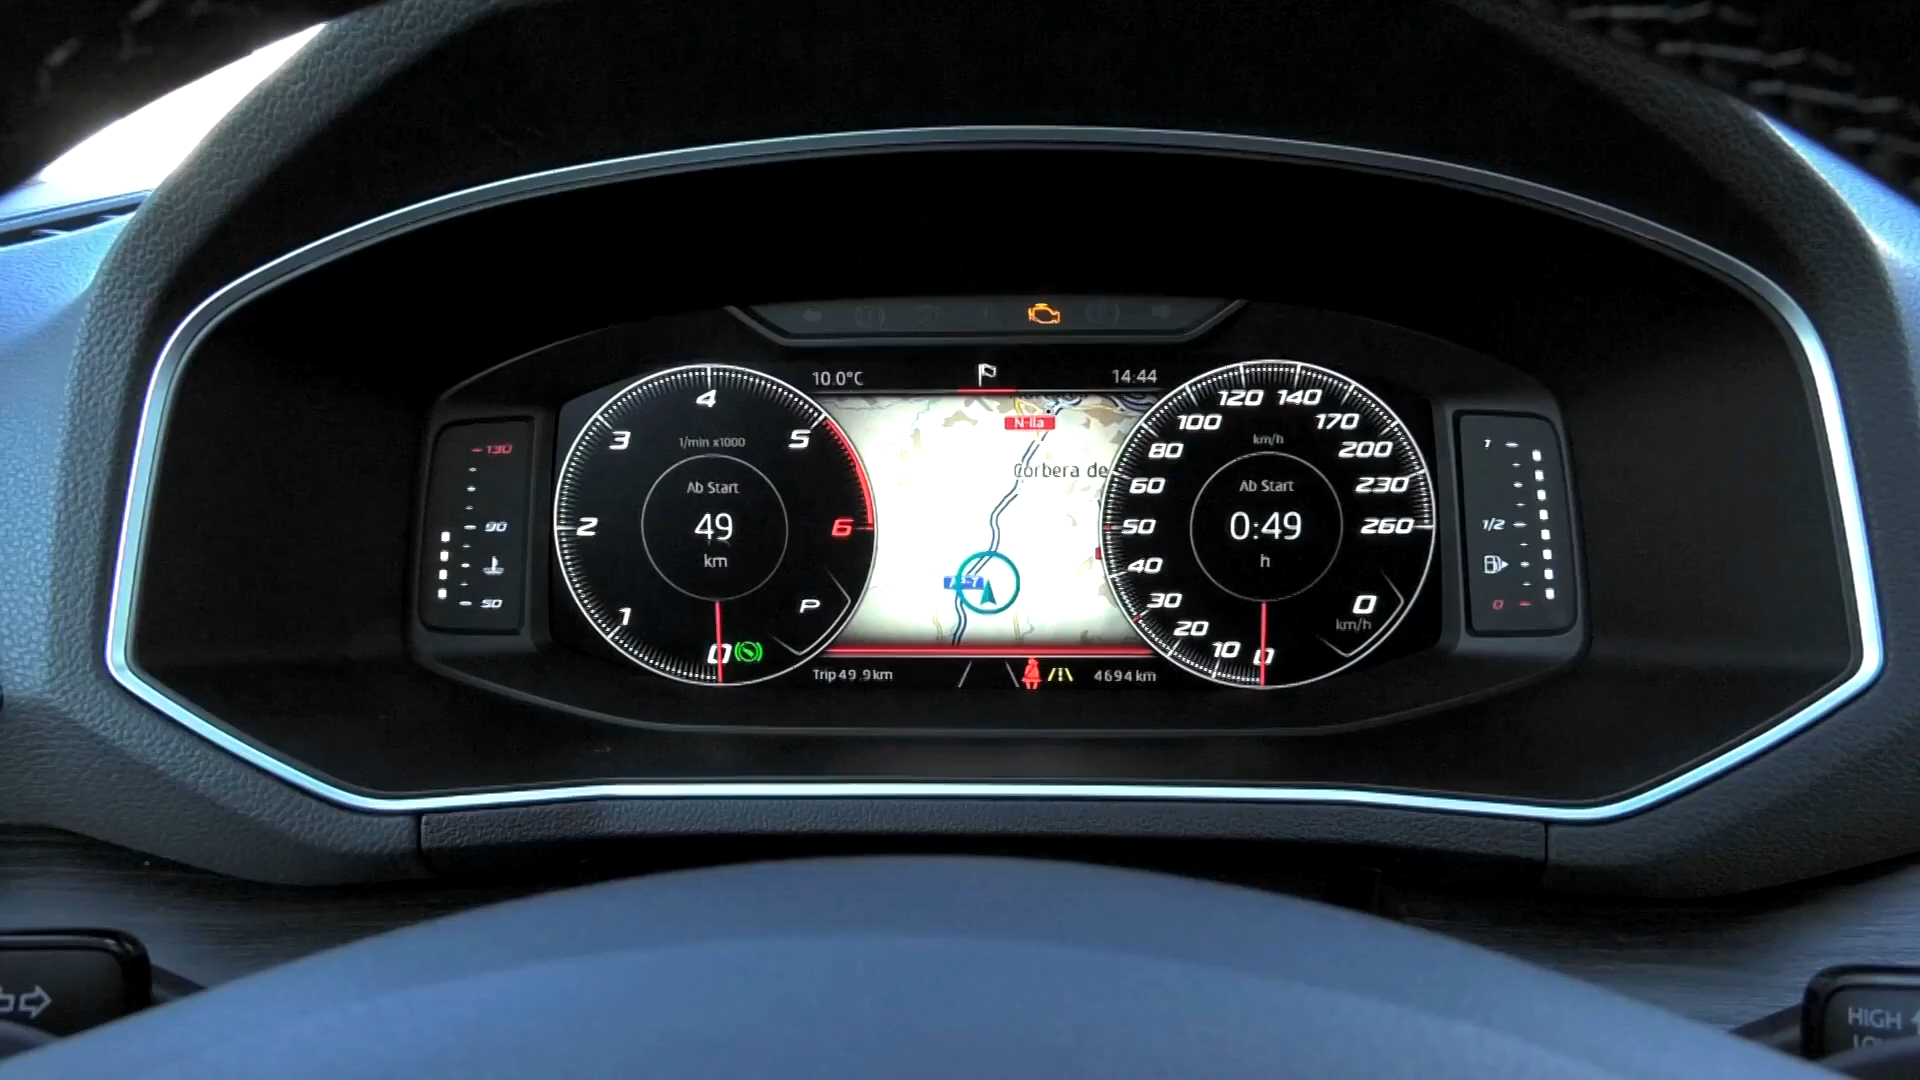 10.0°C
14:44
130
90
50
1/min x1000
0
1
2
3
4
5
6
Ab Start
49
km
P
N-IIa
Corbera de
km/h
0
10
20
30
40
50
60
80
100
120
140
170
200
230
260
Ab Start
0:49
h
0
km/h
1
1/2
0
Trip 49.9 km
4694 km
HIGH